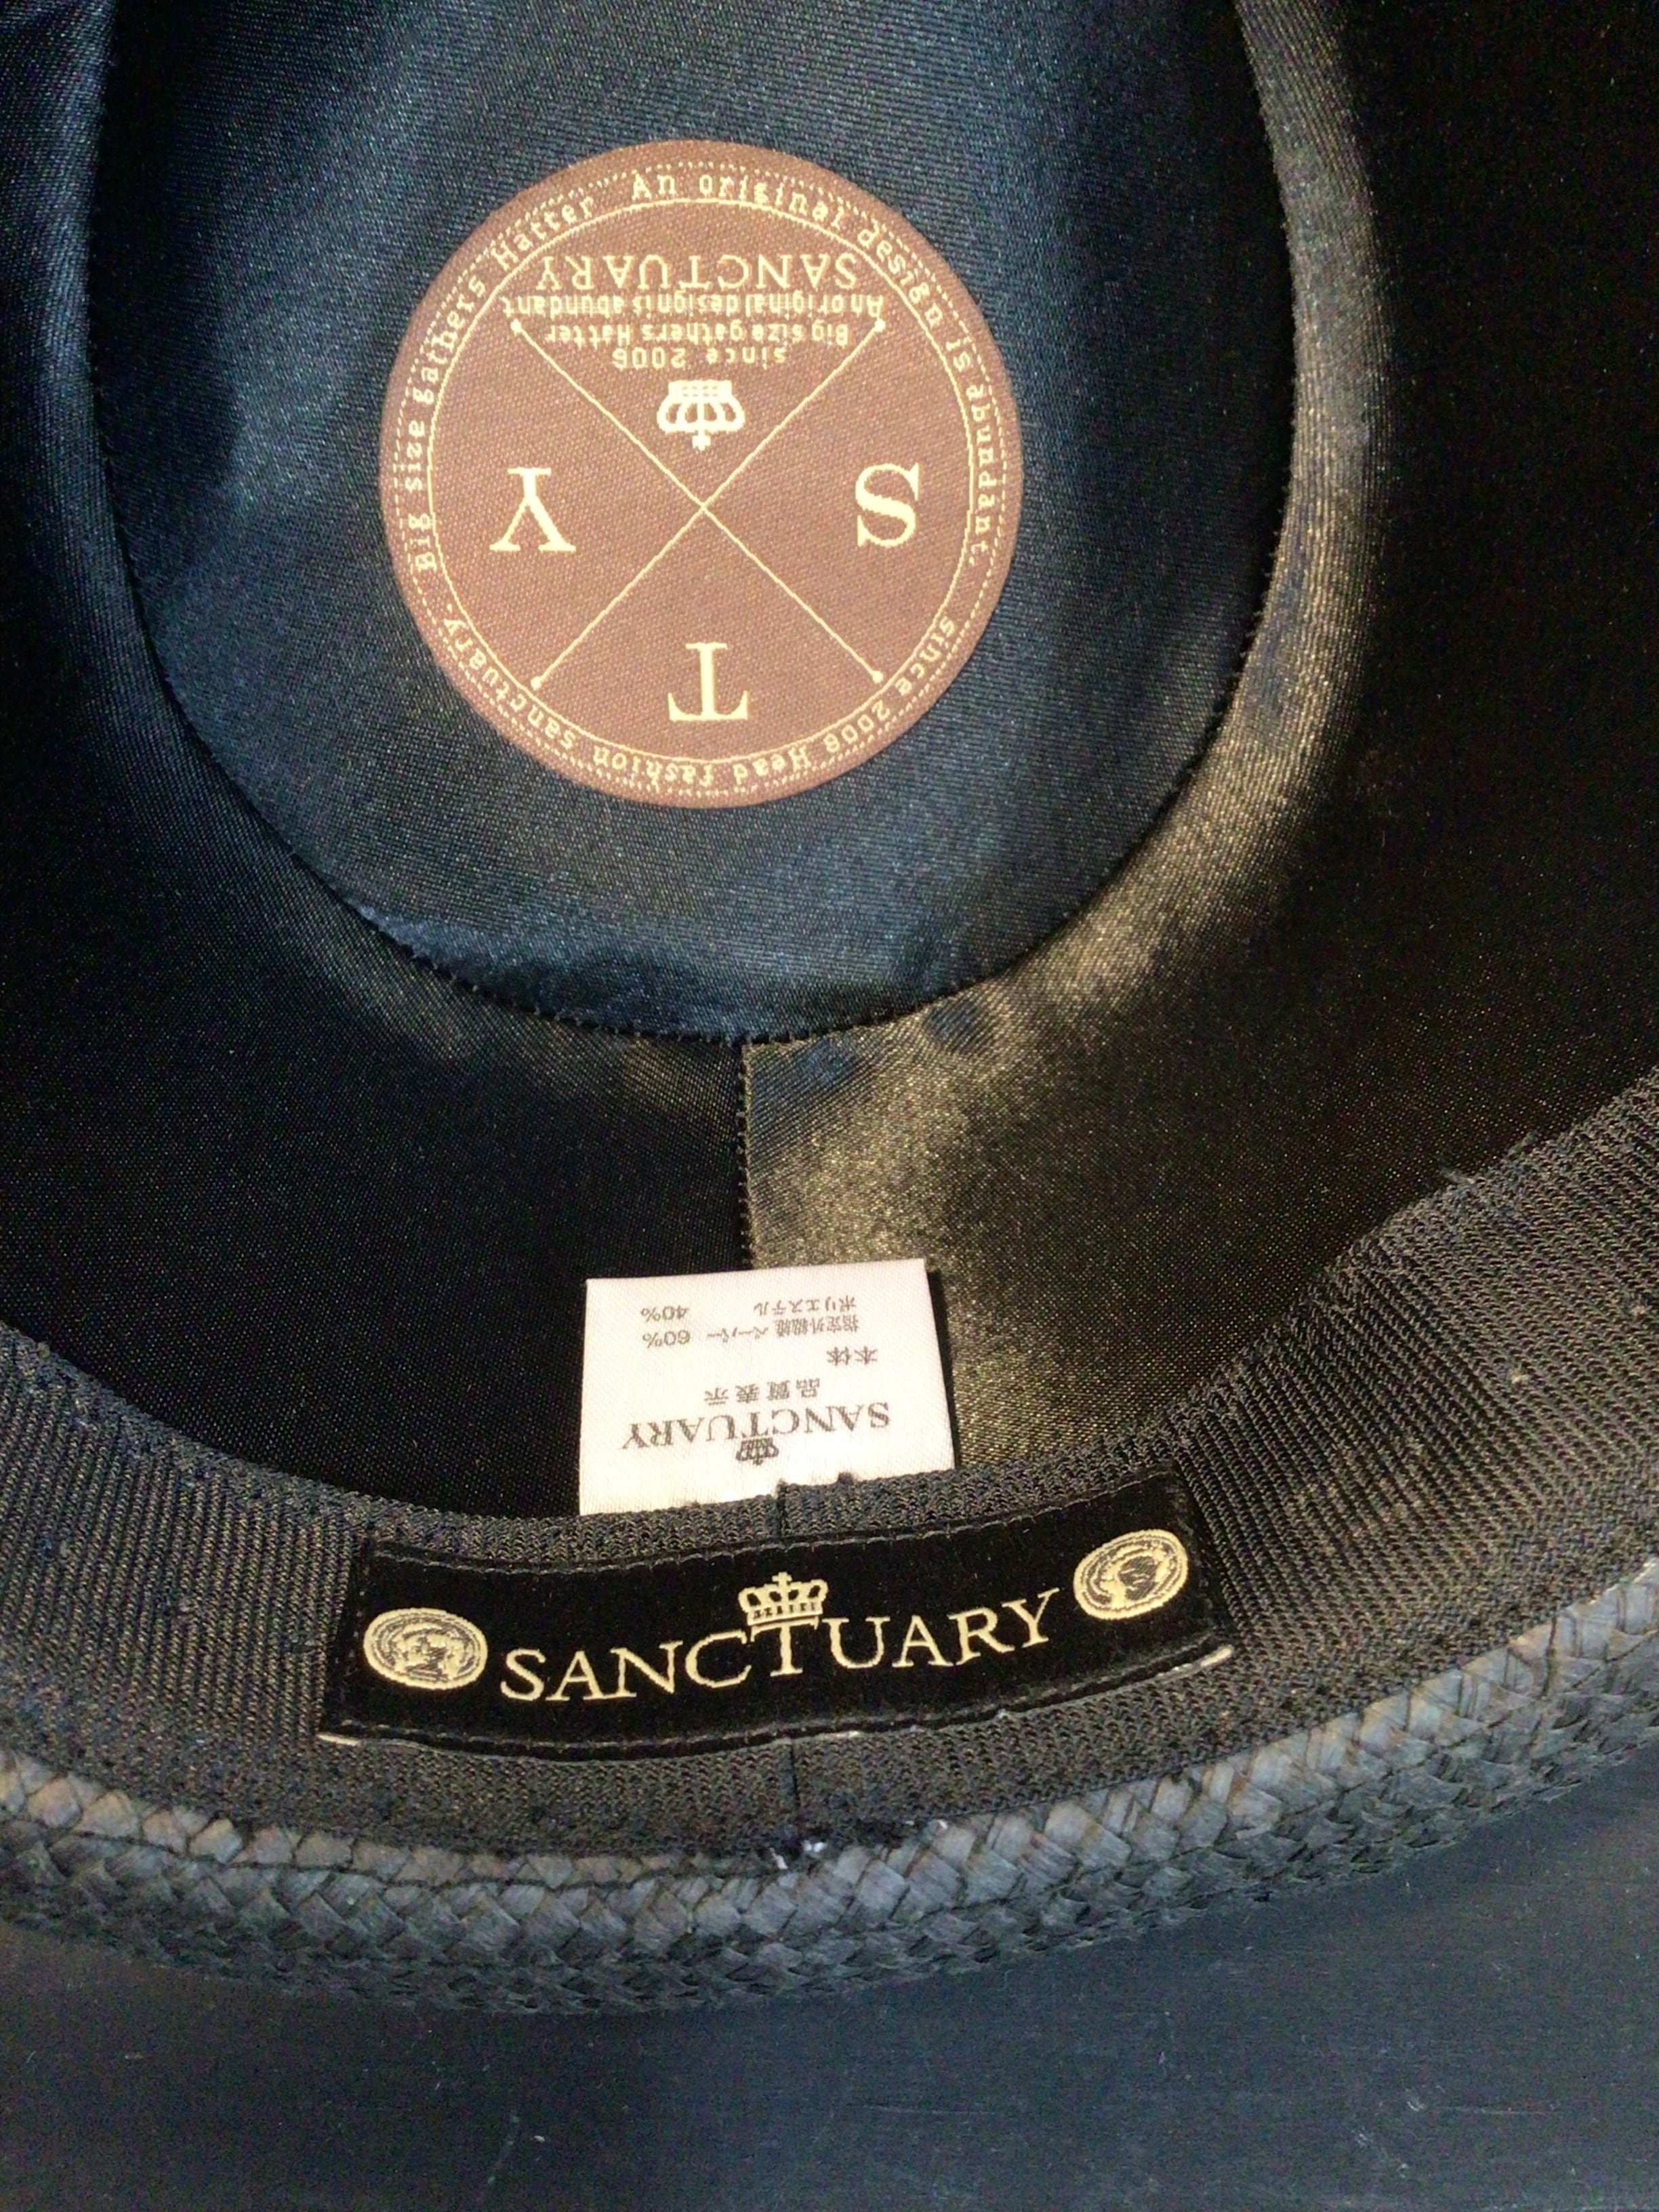 An original design is abundant.
since 2006 Head fashion sanctuary.
Big size gathers Hatter
since 2006
Big size gathers Hatter
An original design is abundant
SANCTUARY
S
T
Y
SANCTUARY
品質表示
本体
指定外繊維 ペーパー 60%
ポリエステル 40%
SANCTUARY